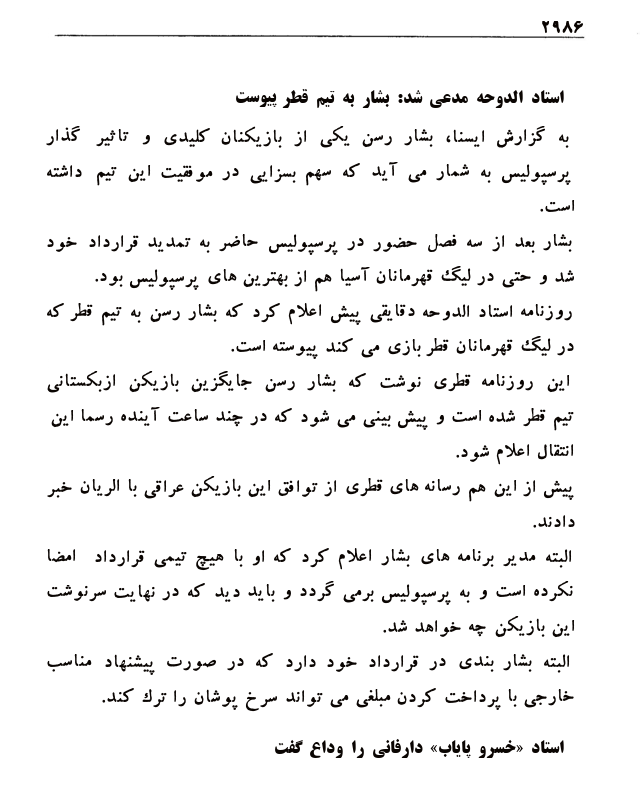 ۲۹۸۶
استاد الدوحه مدعی شد: بشار به تیم قطر پیوست
به گزارش ایسنا، بشار رسن یکی از بازیکنان کلیدی و تاثیر گذار
پرسپولیس به شمار می آید که سهم بسزایی در موفقیت این تیم داشته
است.
بشار بعد از سه فصل حضور در پرسپولیس حاضر به تمدید قرارداد خود
شد و حتی در لیگ قهرمانان آسیا هم از بهترین های پرسپولیس بود.
روزنامه استاد الدوحه دقایقی پیش اعلام کرد که بشار رسن به تیم قطر که
در لیگ قهرمانان قطر بازی می کند پیوسته است.
این روزنامه قطری نوشت که بشار رسن جایگزین بازیکن ازبکستانی
تیم قطر شده است و پیش بینی می شود که در چند ساعت آینده رسما این
انتقال اعلام شود.
پیش از این هم رسانه های قطری از توافق این بازیکن عراقی با الریان خبر
دادند.
البته مدیر برنامه های بشار اعلام کرد که او با هیچ تیمی قرارداد امضا
نکرده است و به پرسپولیس برمی گردد و باید دید که در نهایت سرنوشت
این بازیکن چه خواهد شد.
البته بشار بندی در قرارداد خود دارد که در صورت پیشنهاد مناسب
خارجی با پرداخت کردن مبلغی می تواند سرخ پوشان را ترک کند.
استاد «خسرو پایاب» دارفانی را وداع گفت